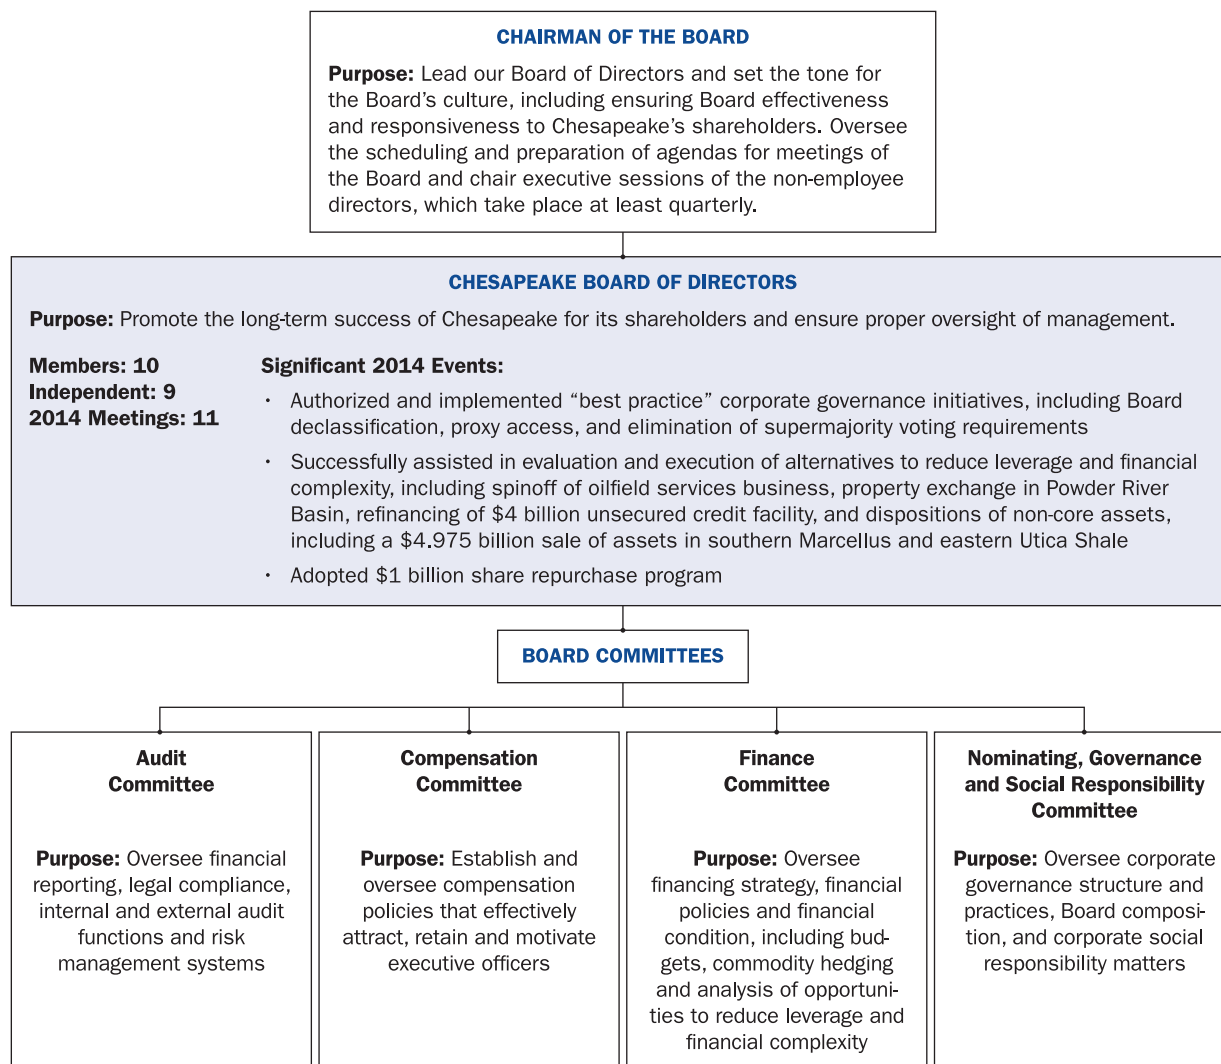 CHAIRMAN OF THE BOARD
Purpose: Lead our Board of Directors and set the tone for
the Board’s culture, including ensuring Board effectiveness
and responsiveness to Chesapeake’s shareholders. Oversee
the scheduling and preparation of agendas for meetings of
the Board and chair executive sessions of the non-employee
directors, which take place at least quarterly.
CHESAPEAKE BOARD OF DIRECTORS
Purpose: Promote the long-term success of Chesapeake for its shareholders and ensure proper oversight of management.
Members: 10
Independent: 9
2014 Meetings: 11
Significant 2014 Events:
• Authorized and implemented “best practice” corporate governance initiatives, including Board
declassification, proxy access, and elimination of supermajority voting requirements
• Successfully assisted in evaluation and execution of alternatives to reduce leverage and financial
complexity, including spinoff of oilfield services business, property exchange in Powder River
Basin, refinancing of $4 billion unsecured credit facility, and dispositions of non-core assets,
including a $4.975 billion sale of assets in southern Marcellus and eastern Utica Shale
• Adopted $1 billion share repurchase program
BOARD COMMITTEES
Audit
Committee
Purpose: Oversee financial
reporting, legal compliance,
internal and external audit
functions and risk
management systems
Compensation
Committee
Purpose: Establish and
oversee compensation
policies that effectively
attract, retain and motivate
executive officers
Finance
Committee
Purpose: Oversee
financing strategy, financial
policies and financial
condition, including bud-
gets, commodity hedging
and analysis of opportuni-
ties to reduce leverage and
financial complexity
Nominating, Governance
and Social Responsibility
Committee
Purpose: Oversee corporate
governance structure and
practices, Board composi-
tion, and corporate social
responsibility matters